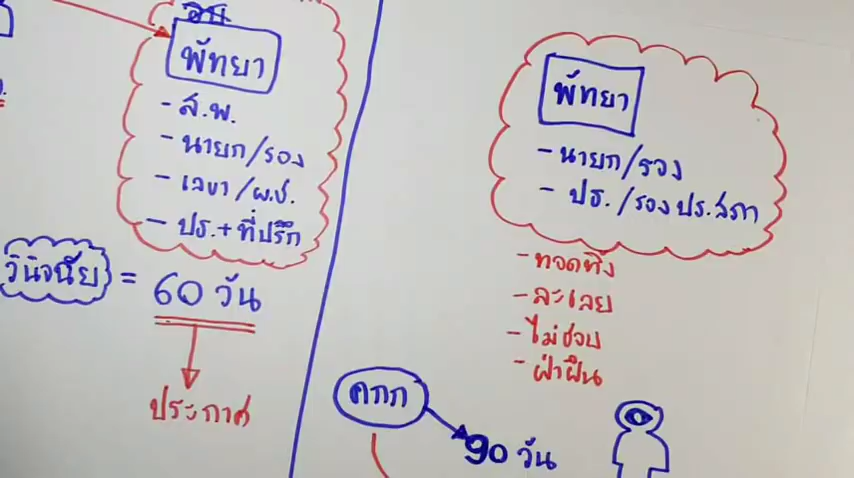 พัทยา
- ส.พ.
- นายก/รอง
- เลขา/ผ.ช.
- ปธ.+ที่ปรึก
วินิจฉัย = 60 วัน
ประกาศ
พัทยา
- นายก/รอง
- ปธ./รองปธ.สภา
- ทอดทิ้ง
- ละเลย
- ไม่ชอบ
- ฝ่าฝืน
คกก
90 วัน